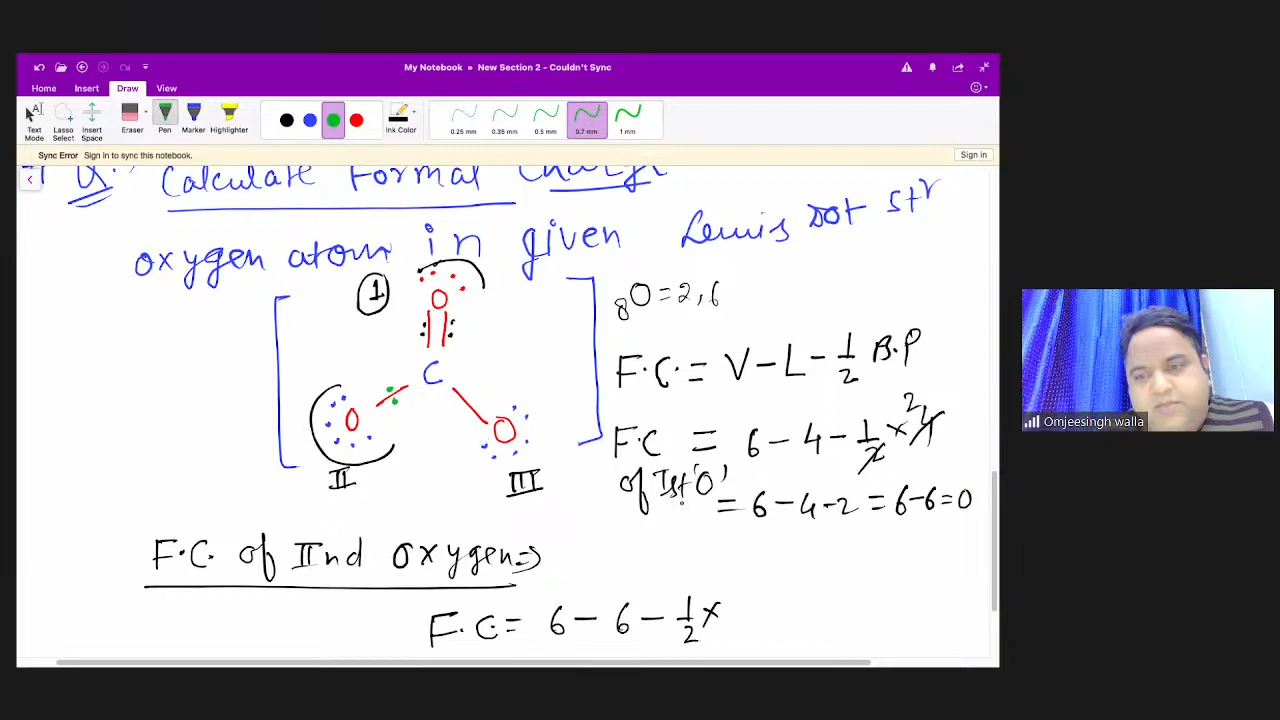 My Notebook » New Section 2 - Couldn't Sync
Home Insert Draw View
Text Mode
Lasso Select
Insert Space
Eraser
Pen
Marker
Highlighter
Ink Color
0.25 mm
0.35 mm
0.5 mm
0.7 mm
1 mm
Sync Error Sign in to sync this notebook.
Sign in
Q. Calculate Formal Charge
oxygen atom in given Lewis Dot str
1
O
C
O
O
II
III
8O = 2, 6
F.C. = V - L - 1/2 B.P
F.C = 6 - 4 - 1/2 x 4 2
of Ist 'O'
= 6 - 4 - 2 = 6 - 6 = 0
F.C. of IInd oxygen ⇒
F.C = 6 - 6 - 1/2 x
Omjeesingh walla